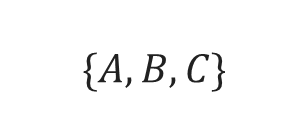 {A, B, C}